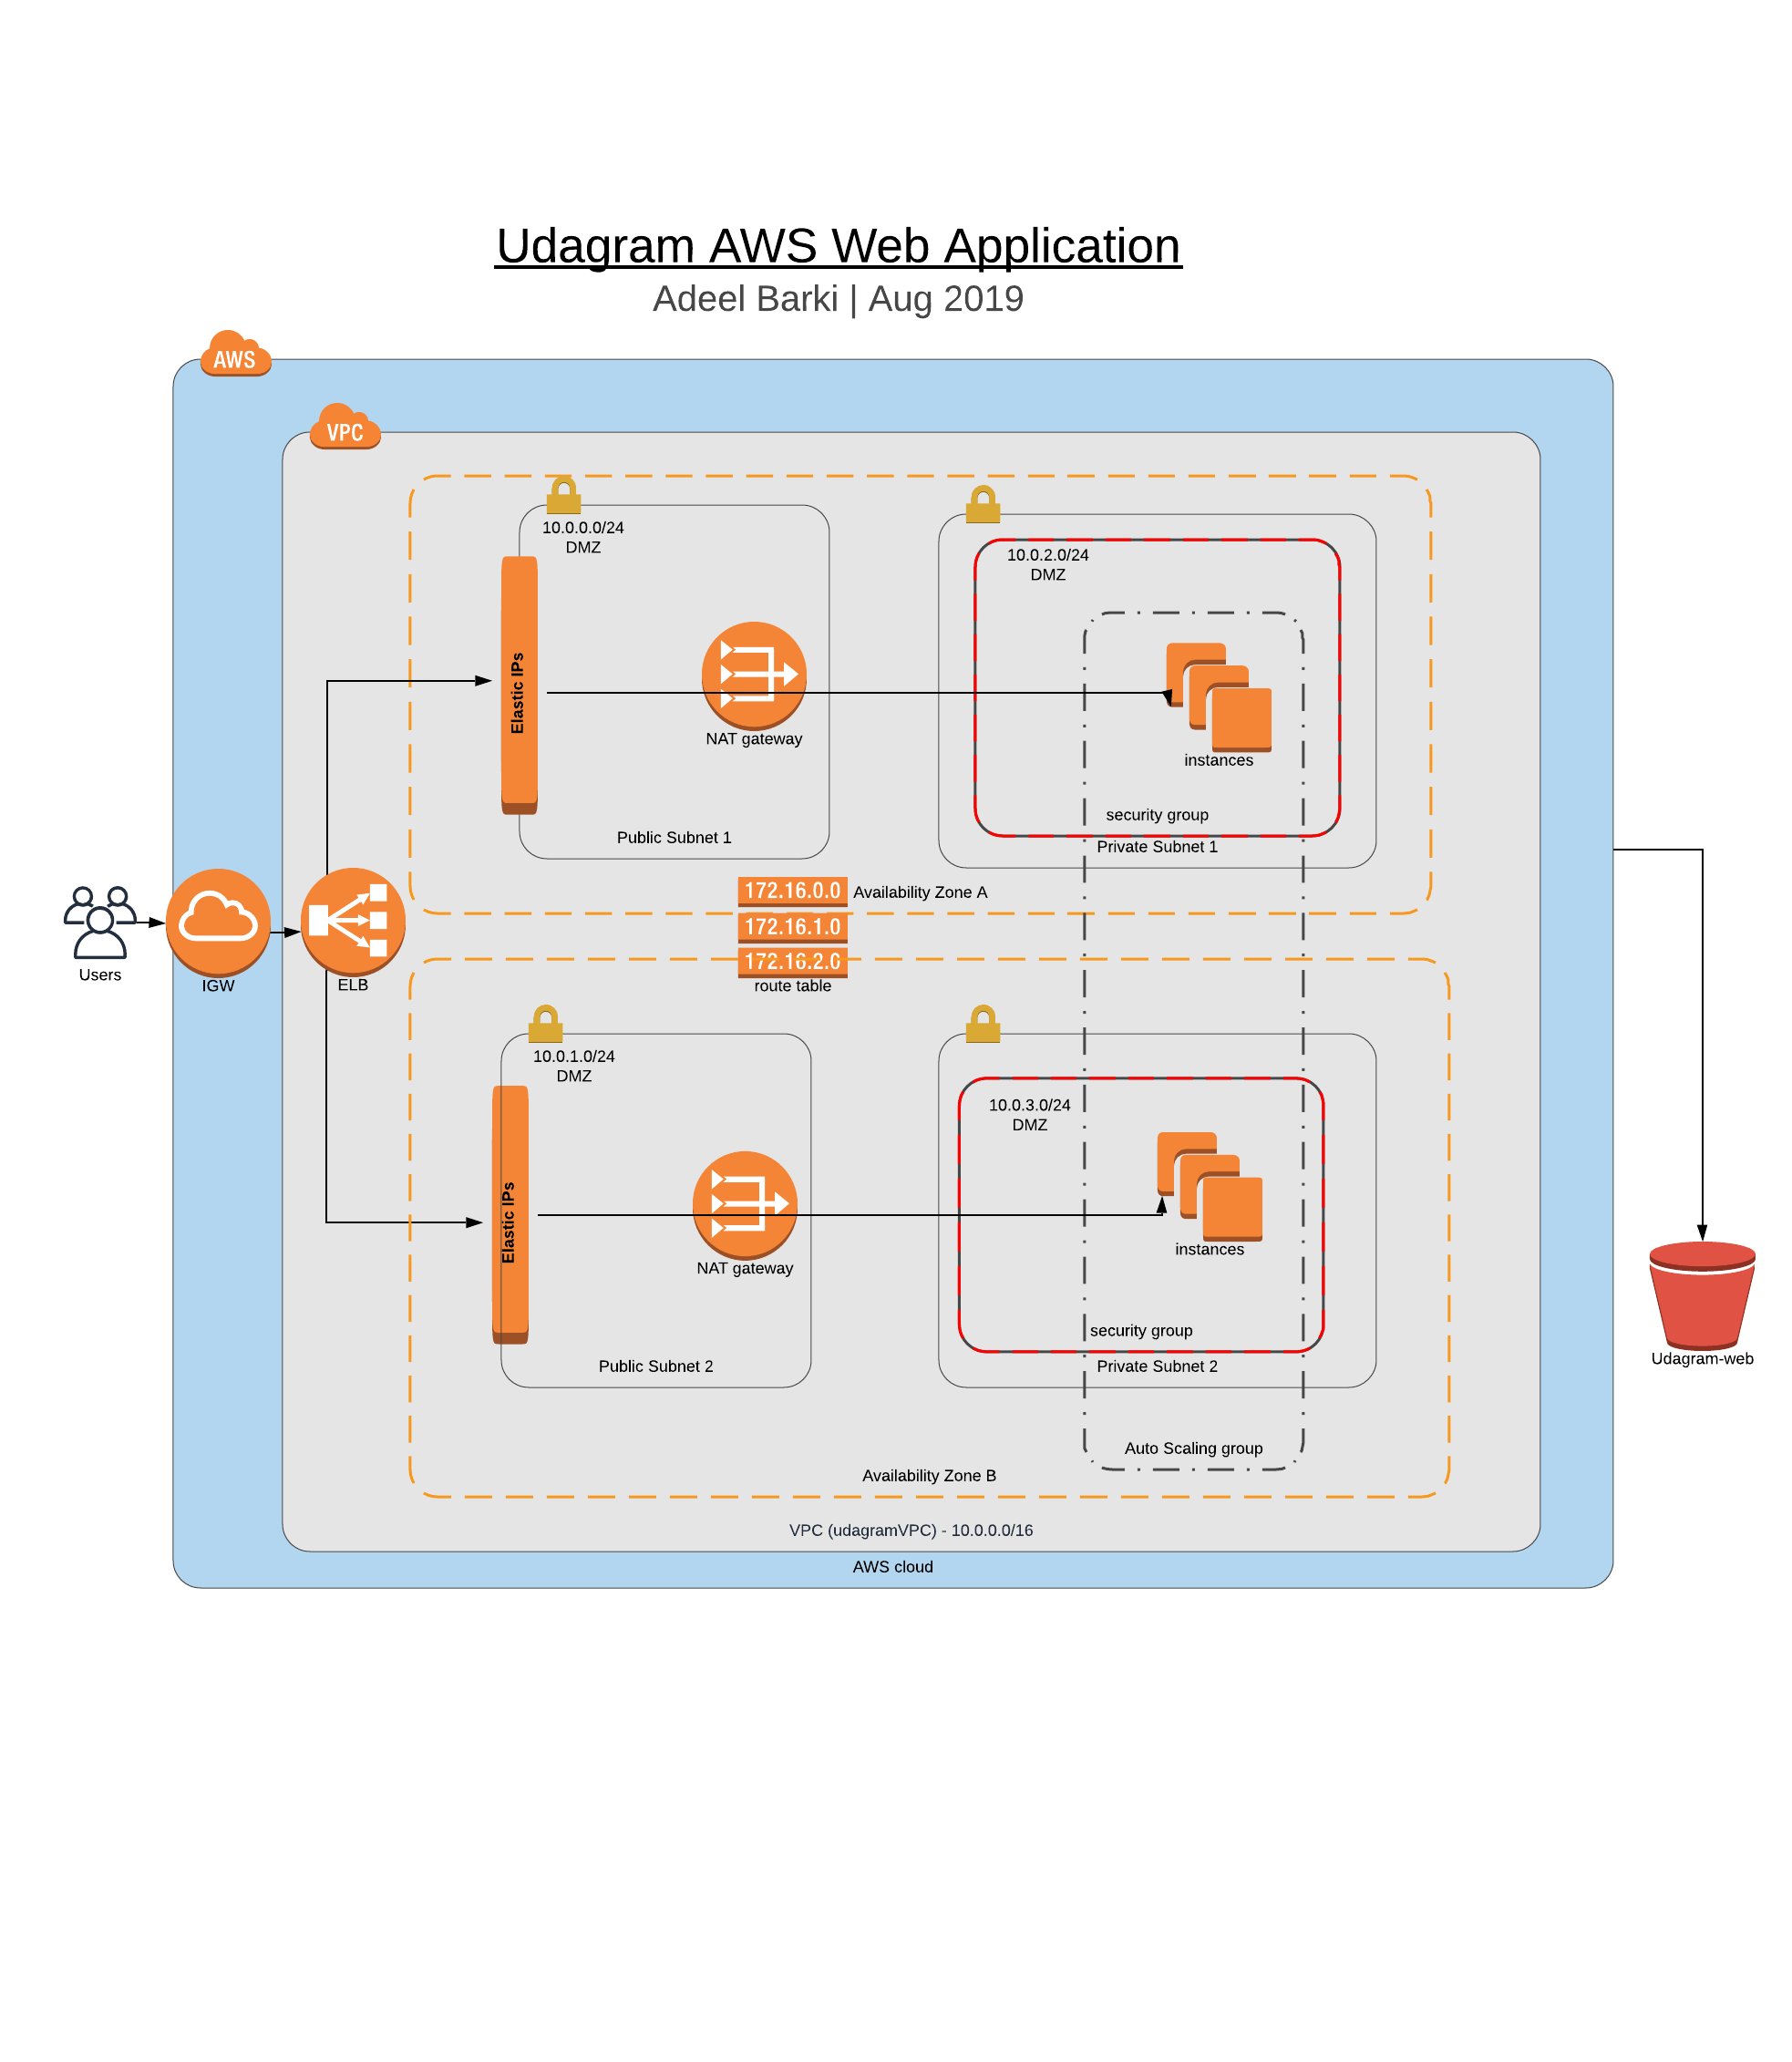 Udagram AWS Web Application
Adeel Barki | Aug 2019
AWS
VPC
10.0.0.0/24
DMZ
Elastic IPs
NAT gateway
Public Subnet 1
10.0.2.0/24
DMZ
instances
security group
Private Subnet 1
172.16.0.0
Availability Zone A
172.16.1.0
172.16.2.0
route table
Users
IGW
ELB
10.0.1.0/24
DMZ
Elastic IPs
NAT gateway
Public Subnet 2
10.0.3.0/24
DMZ
instances
security group
Private Subnet 2
Auto Scaling group
Availability Zone B
VPC (udagramVPC) - 10.0.0.0/16
AWS cloud
Udagram-web